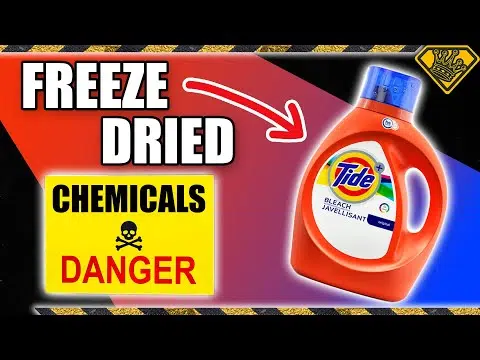 FREEZE
DRIED
CHEMICALS
DANGER
Tide
BLEACH
JAVELLISANT